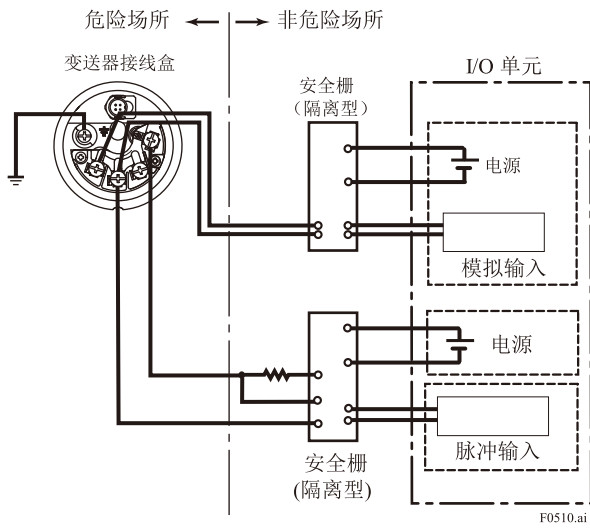 危险场所
非危险场所
变送器接线盒
安全栅
（隔离型）
I/O 单元
电源
模拟输入
电源
脉冲输入
安全栅
(隔离型)
F0510.ai